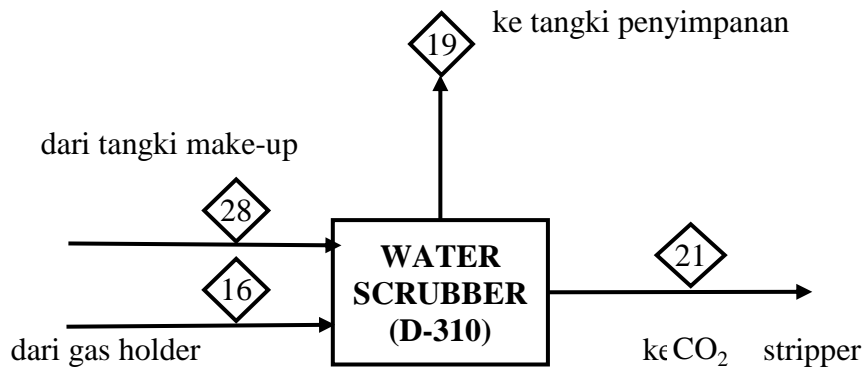 19
ke tangki penyimpanan
dari tangki make-up
28
WATER
SCRUBBER
(D-310)
21
16
dari gas holder
ke CO₂ stripper